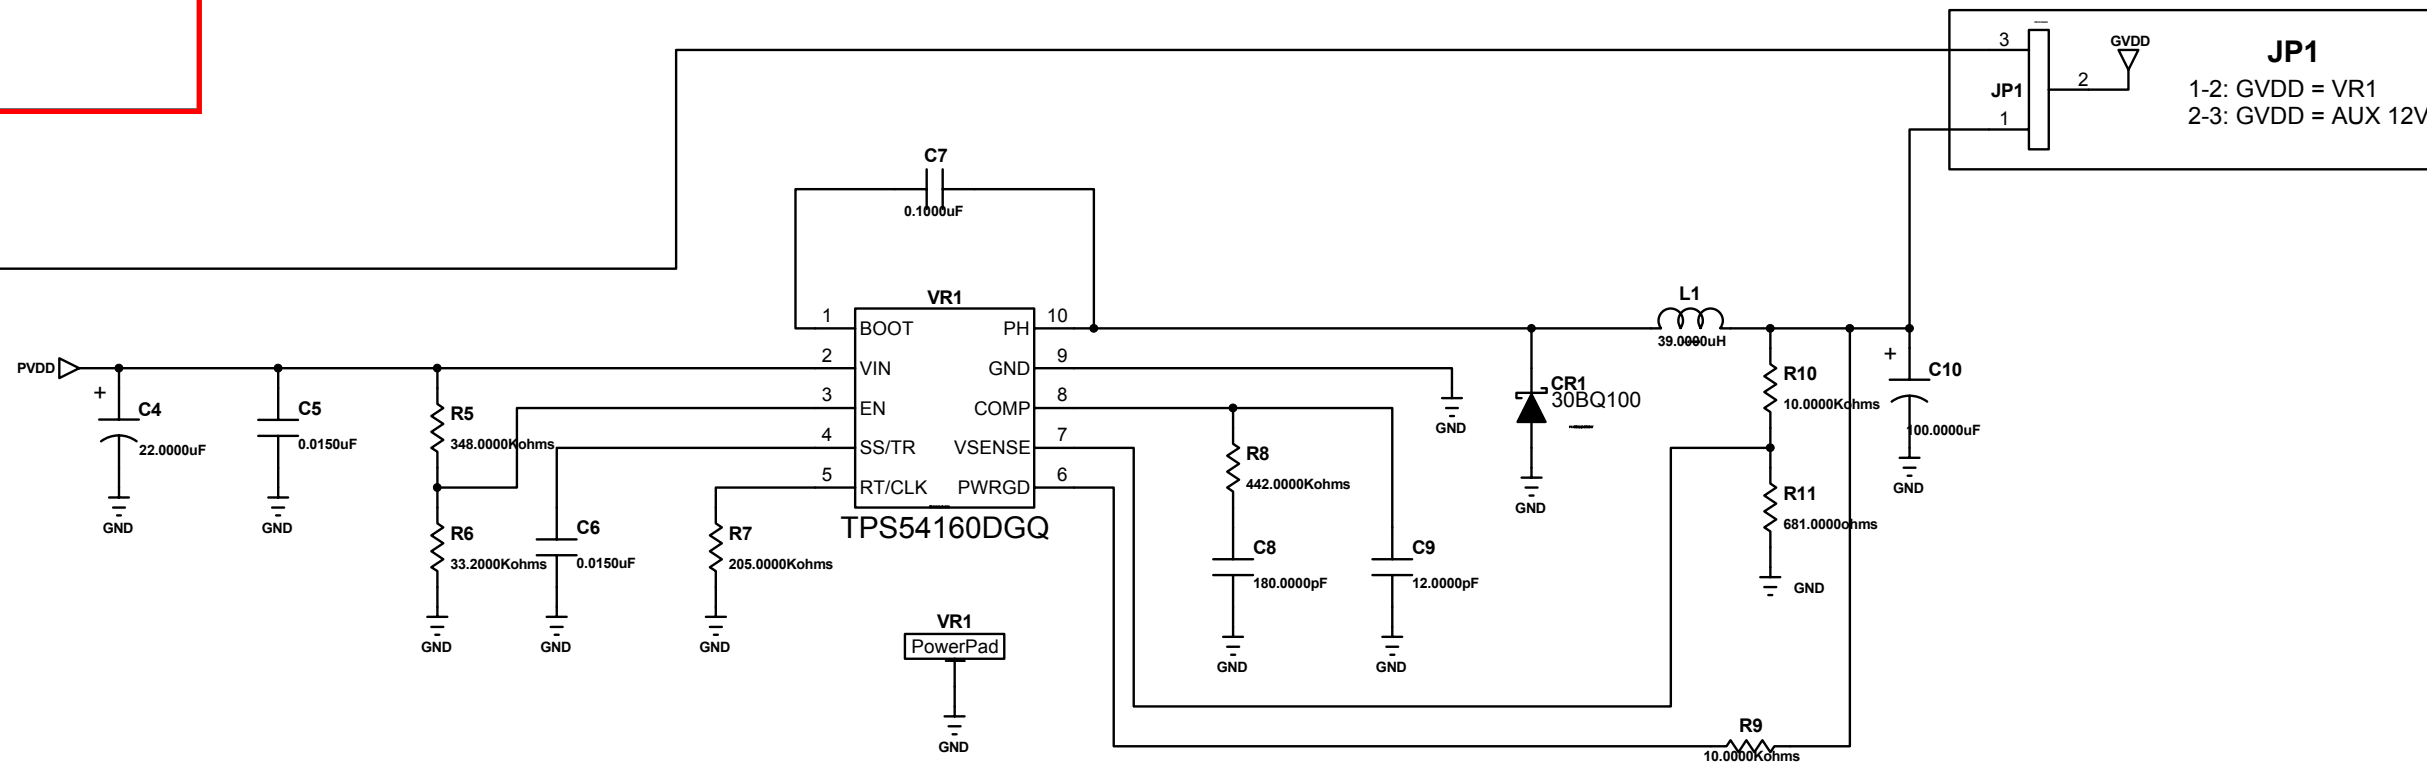 3
GVDD
JP1
2
JP1
1-2: GVDD = VR1
2-3: GVDD = AUX 12V
1
C7
0.1000uF
VR1
L1
39.0000uH
1
BOOT
PH
10
PVDD
2
VIN
GND
9
3
EN
COMP
8
4
SS/TR
VSENSE
7
5
RT/CLK
PWRGD
6
TPS54160DGQ
+
C4
22.0000uF
GND
C5
0.0150uF
GND
R5
348.0000Kohms
R6
33.2000Kohms
GND
C6
0.0150uF
GND
R7
205.0000Kohms
GND
VR1
PowerPad
GND
R8
442.0000Kohms
C8
180.0000pF
GND
C9
12.0000pF
GND
GND
CR1
30BQ100
GND
R10
10.0000Kohms
R11
681.0000ohms
GND
+
C10
100.0000uF
GND
R9
10.0000Kohms